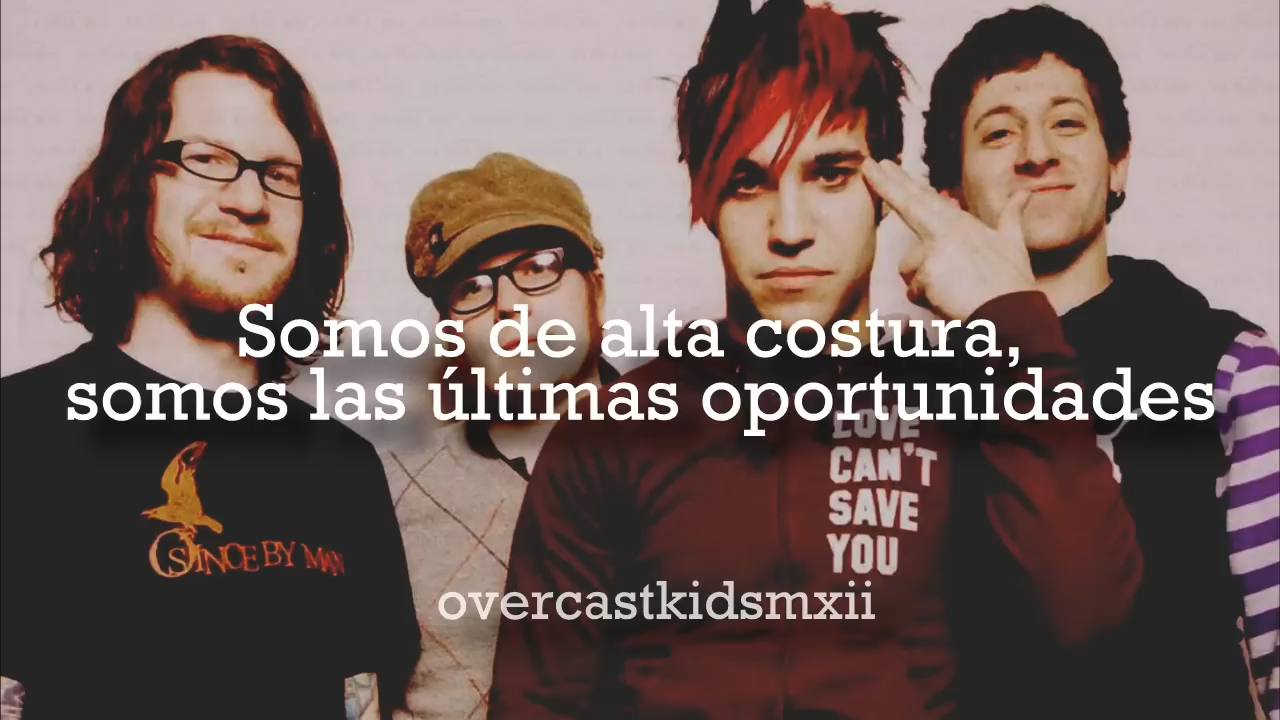 Somos de alta costura,
somos las últimas oportunidades
LOVE
CAN'T
SAVE
YOU
SINCE BY MAN
overcastkidsmxii